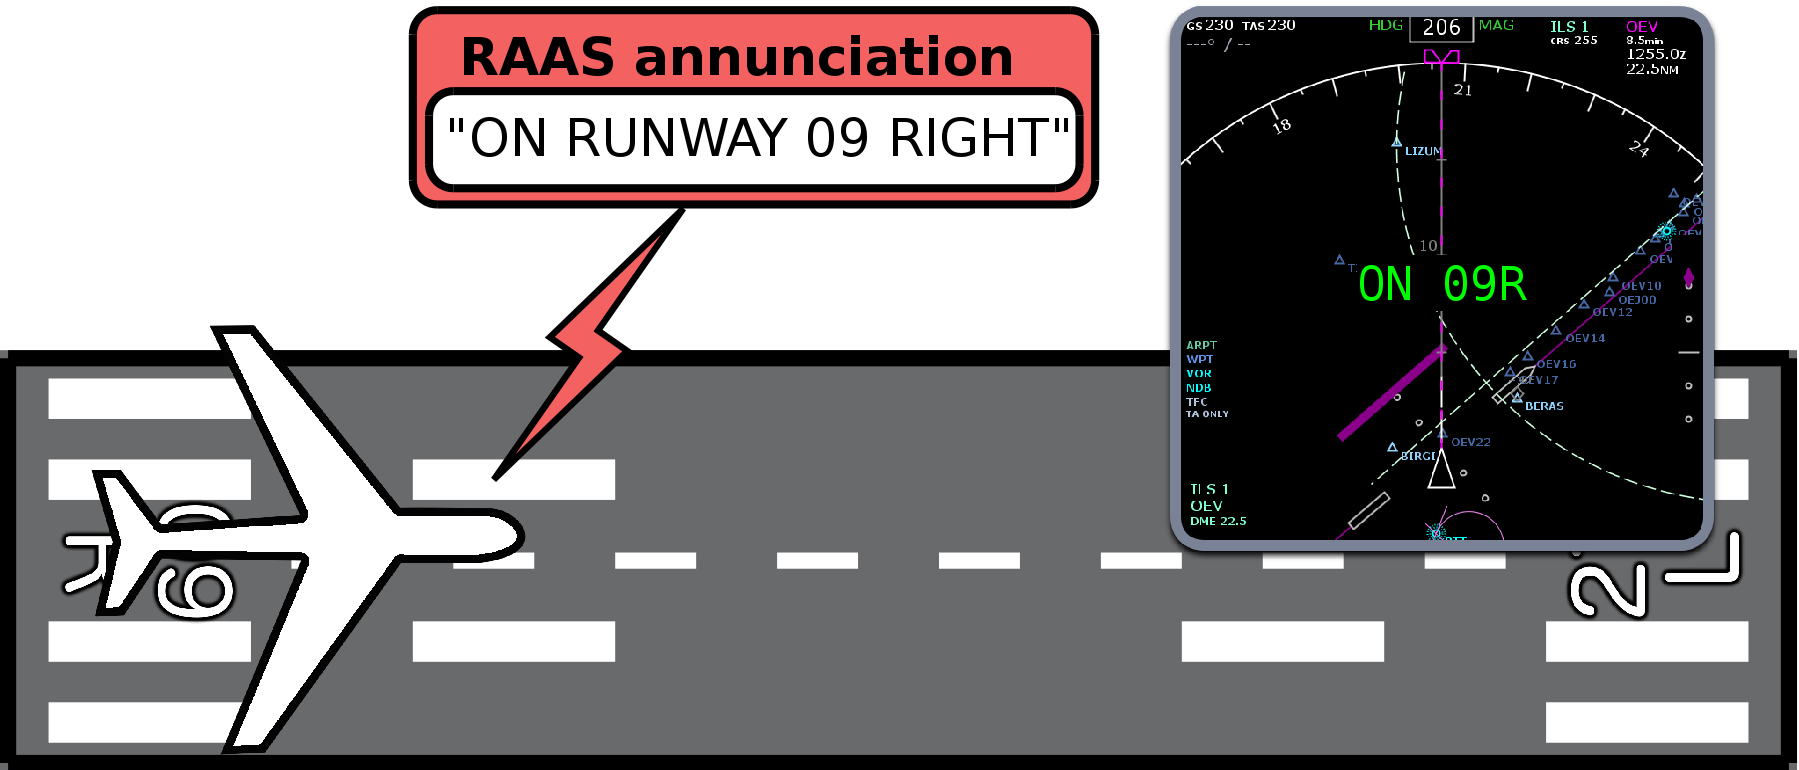 RAAS annunciation
"ON RUNWAY 09 RIGHT"
GS 230 TAS 230
---° / --
HDG 206 MAG
ILS 1
CRS 255
OEV
8.5min
1255.0z
22.5NM
18
21
24
LIZUM
10
T
ON 09R
OEV
OEV10
OEJ00
OEV12
OEV14
OEV16
OEV17
BERAS
OEV22
BIRGI
ARPT
WPT
VOR
NDB
TFC
TA ONLY
ILS 1
OEV
DME 22.5
09
R
2
L